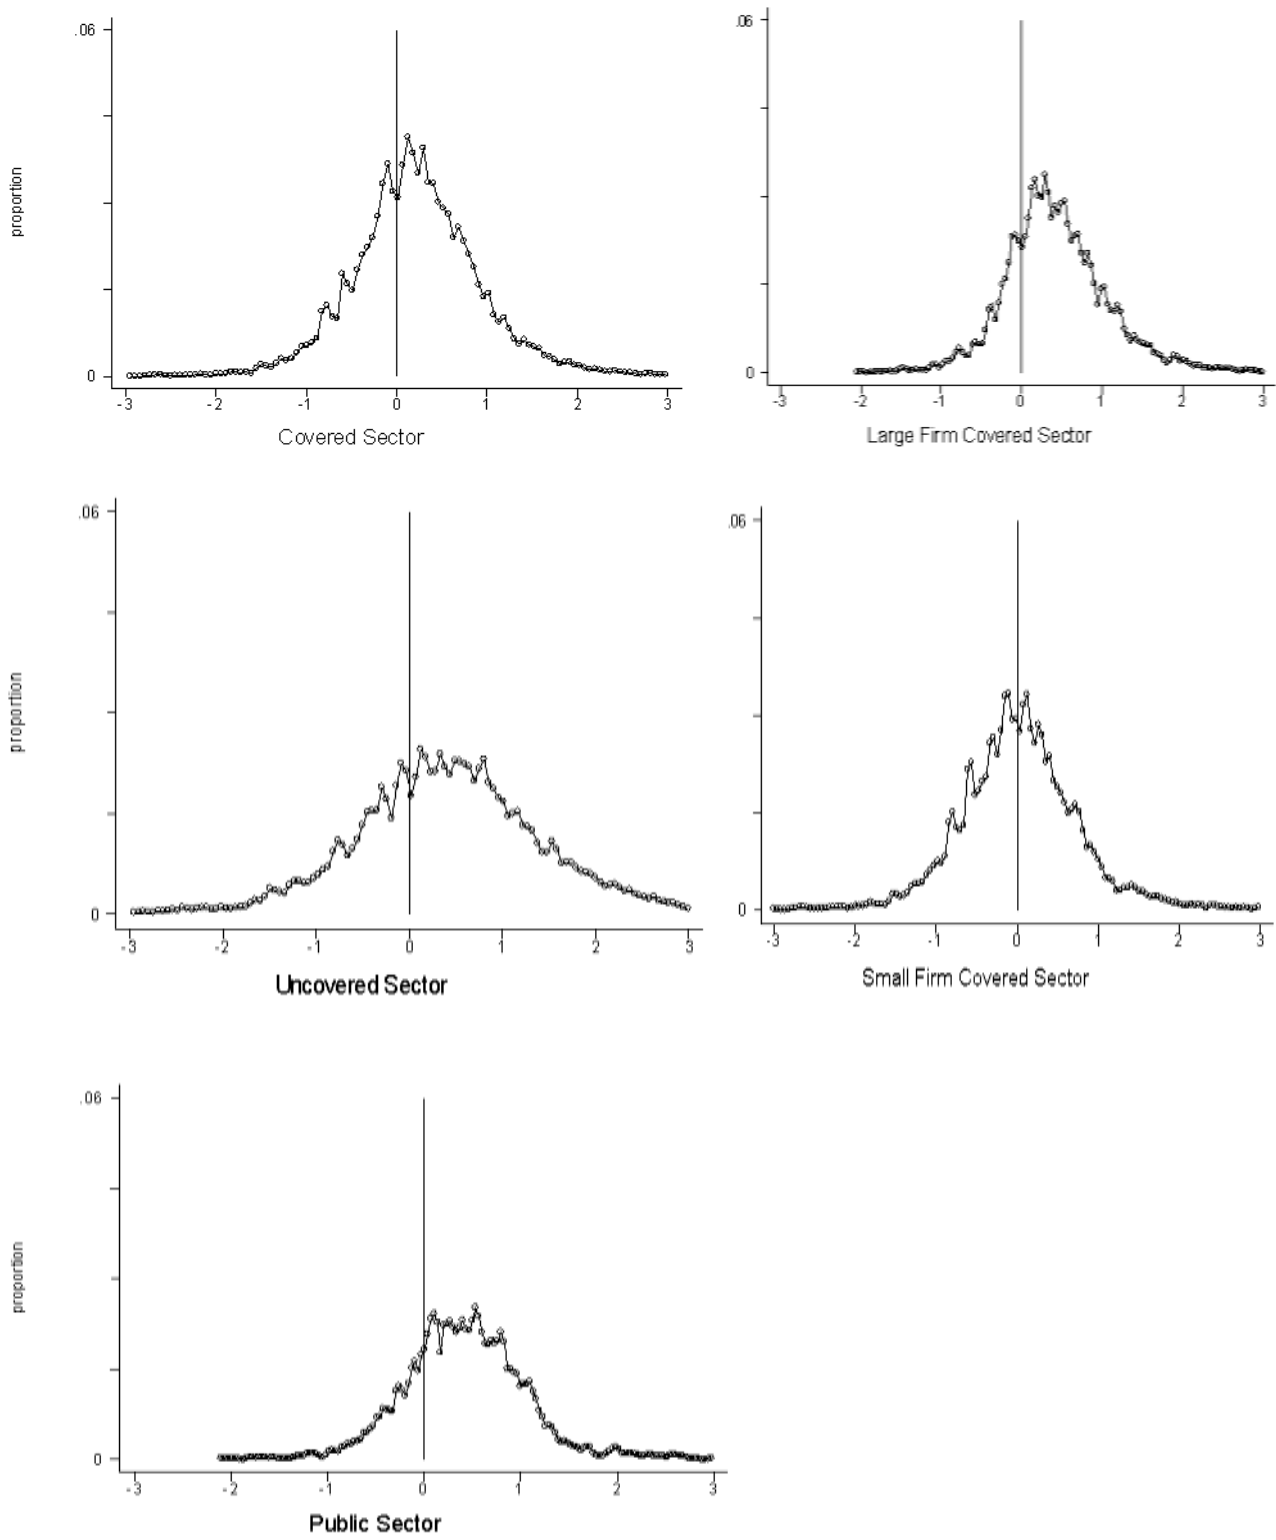 .06
proportion
0
-3 -2 -1 0 1 2 3
Covered Sector
.06
0
-3 -2 -1 0 1 2 3
Large Firm Covered Sector
.06
proportion
0
-3 -2 -1 0 1 2 3
Uncovered Sector
.06
0
-3 -2 -1 0 1 2 3
Small Firm Covered Sector
.06
proportion
0
-3 -2 -1 0 1 2 3
Public Sector